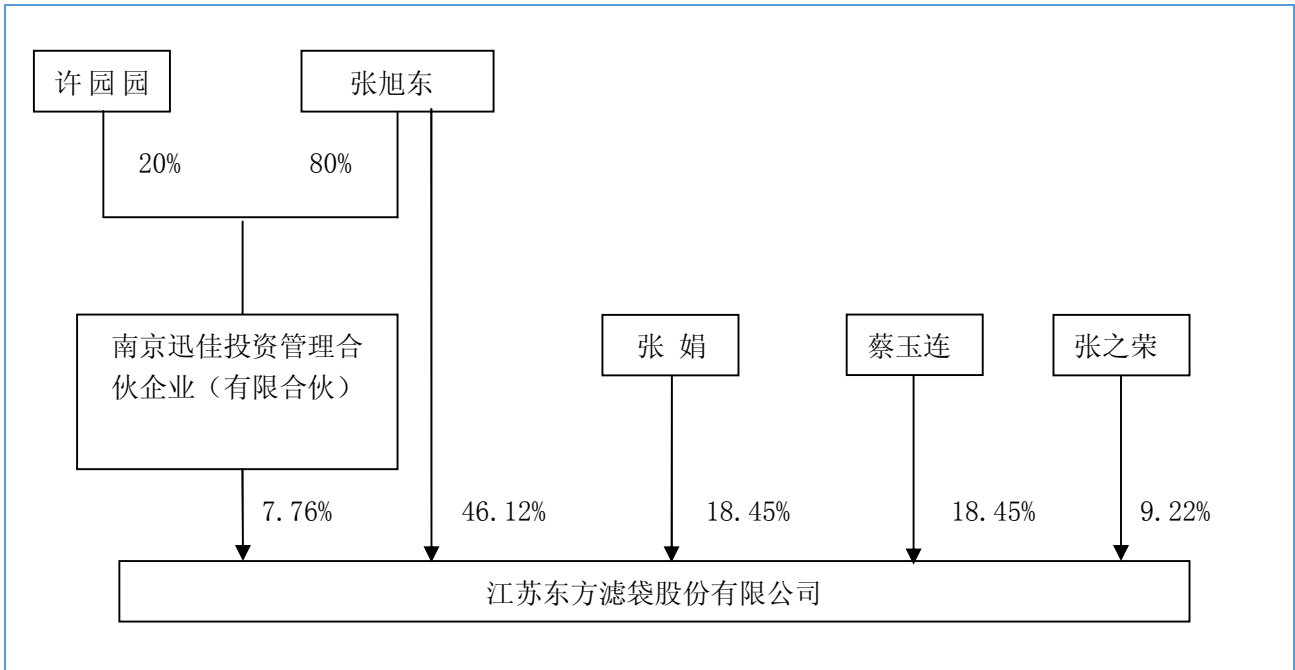 许园园
张旭东
20%
80%
南京迅佳投资管理合
伙企业（有限合伙）
张 娟
蔡玉连
张之荣
7.76%
46.12%
18.45%
18.45%
9.22%
江苏东方滤袋股份有限公司